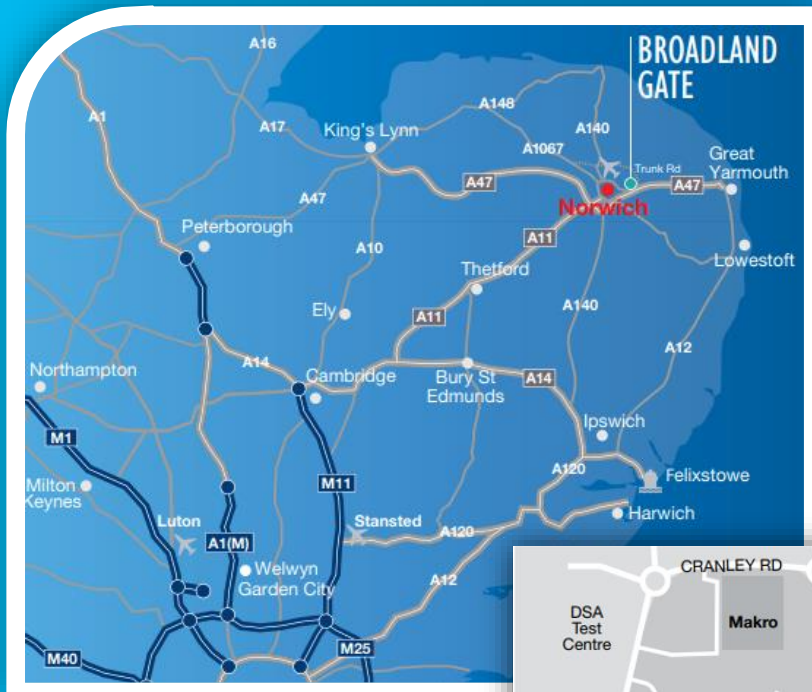 BROADLAND
GATE
A16
A1
A148
A17
A140
King's Lynn
A1067
Trunk Rd
Great
Yarmouth
A47
A47
A47
Norwich
Peterborough
A10
A11
Lowestoft
Thetford
Ely
A140
A11
A12
A14
Northampton
Cambridge
Bury St
Edmunds
A14
M1
Ipswich
A120
M11
Felixstowe
Milton
Keynes
Luton
Stansted
Harwich
A1(M)
A120
Welwyn
Garden City
A12
M25
M40
CRANLEY RD
DSA
Test
Centre
Makro